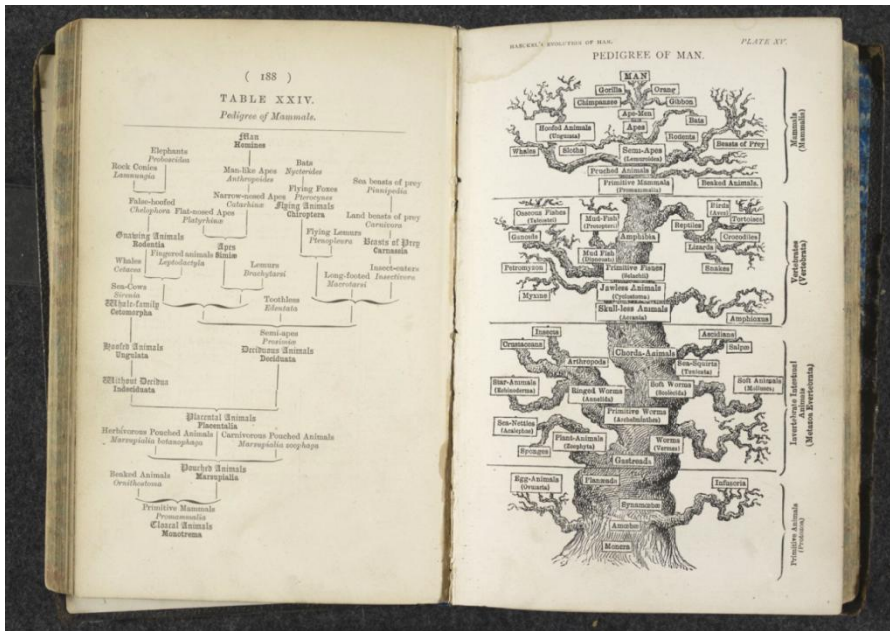 ( 188 )
TABLE XXIV.
Pedigree of Mammals.
Man
Homines
Elephants
Proboscidea
Rock Conies
Lamnungia
Man-like Apes
Anthropoides
Bats
Nycterides
Sea beasts of prey
Pinnipedia
False-hoofed
Chelophora
Narrow-nosed Apes
Catarhinæ
Flat-nosed Apes
Platyrhinæ
Flying Foxes
Pterocynes
Flying Animals
Chiroptera
Land beasts of prey
Carnivora
Gnawing Animals
Rodentia
Apes
Simiæ
Flying Lemurs
Ptenopleura
Beasts of Prey
Carnassia
Fingered animals
Leptodactyla
Whales
Cetacea
Lemurs
Brachytarsi
Long-footed
Macrotarsi
Insect-eaters
Insectivora
Sea-Cows
Sirenia
Whale-family
Cetomorpha
Toothless
Edentata
Semi-apes
Prosimiæ
Hoofed Animals
Ungulata
Deciduous Animals
Deciduata
Without Decidua
Indeciduata
Placental Animals
Placentalia
Herbivorous Pouched Animals
Marsupialia botanophaga
Carnivorous Pouched Animals
Marsupialia zoophaga
Pouched Animals
Marsupialia
Beaked Animals
Ornithostoma
Primitive Mammals
Promammalia
Cloacal Animals
Monotrema
HAECKEL'S EVOLUTION OF MAN.
PLATE XV.
PEDIGREE OF MAN.
MAN
Gorilla
Orang
Chimpanzee
Gibbon
Ape-Men
Bats
Hoofed Animals
(Ungulata)
Apes
Rodents
Whales
Sloths
Semi-Apes
(Lemuroidea)
Beasts of Prey
Pouched Animals
Primitive Mammals
(Promammalia)
Beaked Animals.
Mammals
(Mammalia)
Osseous Fishes
(Teleostei)
Mud-Fish
(Protopteri)
Birds
(Aves)
Tortoises
Ganoids
Amphibia
Reptiles
Crocodiles
Mud Fish
(Dipneusta)
Lizards
Petromyzon
Primitive Fishes
(Selachii)
Snakes
Myxine
Jawless Animals
(Cyclostoma)
Skull-less Animals
(Acrania)
Amphioxus
Vertebrates
(Vertebrata)
Insects
Crustaceans
Ascidians
Chorda-Animals
Salpæ
Arthropods
Sea-Squirts
(Tunicata)
Star-Animals
(Echinoderma)
Ringed Worms
(Annelida)
Soft Worms
(Scolecida)
Soft Animals
(Mollusca)
Primitive Worms
(Archelminthes)
Sea-Nettles
(Acalephae)
Plant-Animals
(Zoophyta)
Worms
(Vermes)
Sponges
Gastreada
Invertebrate Intestinal
Animals
(Metazoa Evertebrata)
Egg-Animals
(Ovularia)
Planæada
Infusoria
Synamœbæ
Amœbæ
Monera
Primitive Animals
(Protozoa)